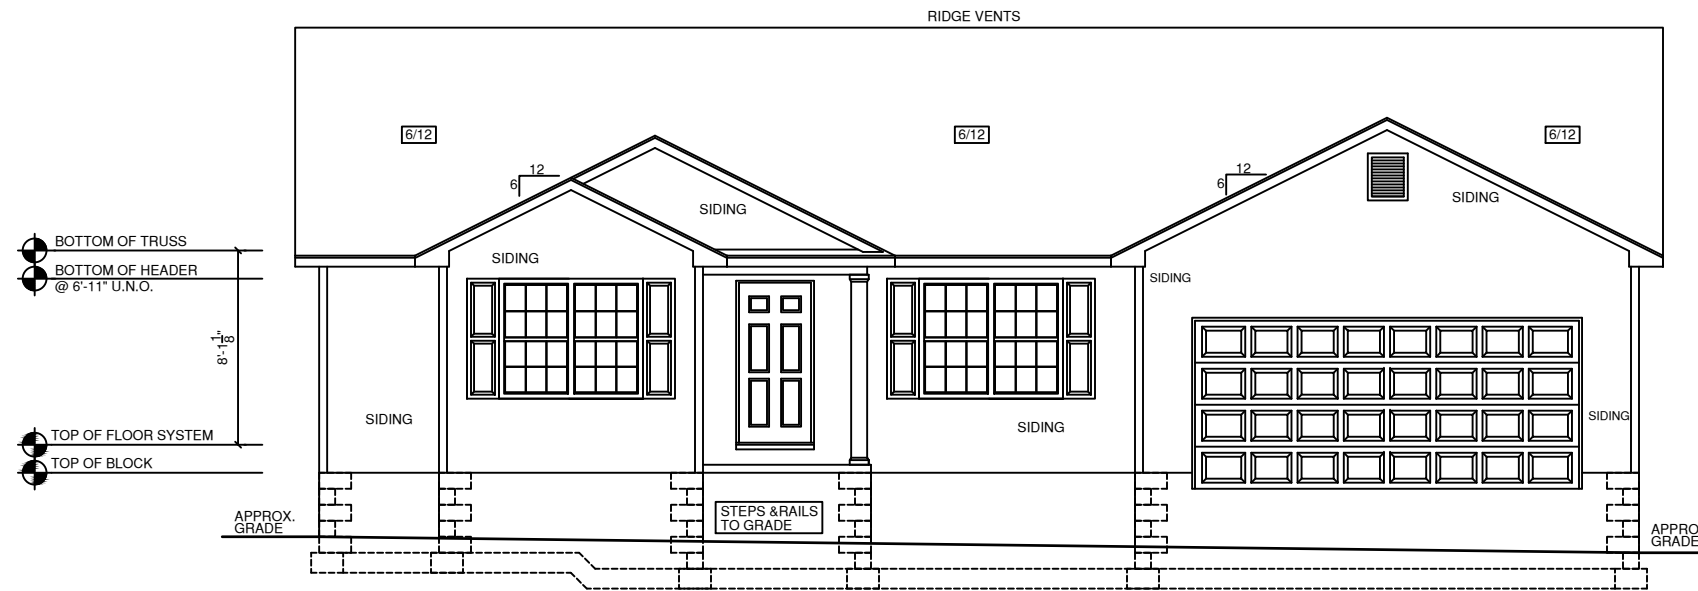 RIDGE VENTS
6/12
6/12
6/12
12
6
12
6
SIDING
SIDING
SIDING
SIDING
BOTTOM OF TRUSS
BOTTOM OF HEADER
@ 6'-11" U.N.O.
8'-1 1/8"
SIDING
SIDING
SIDING
TOP OF FLOOR SYSTEM
TOP OF BLOCK
APPROX.
GRADE
STEPS &RAILS
TO GRADE
APPRO
GRADE